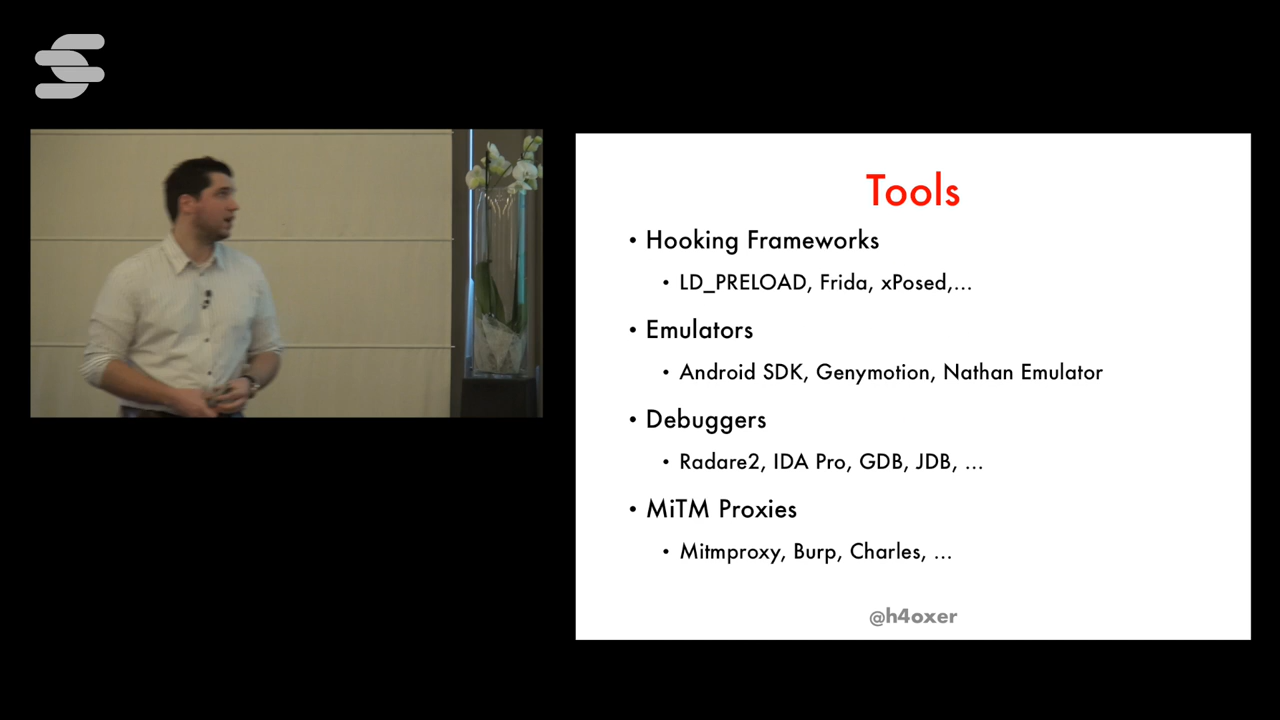 Tools
• Hooking Frameworks
• LD_PRELOAD, Frida, xPosed,...
• Emulators
• Android SDK, Genymotion, Nathan Emulator
• Debuggers
• Radare2, IDA Pro, GDB, JDB, ...
• MiTM Proxies
• Mitmproxy, Burp, Charles, ...
@h4oxer